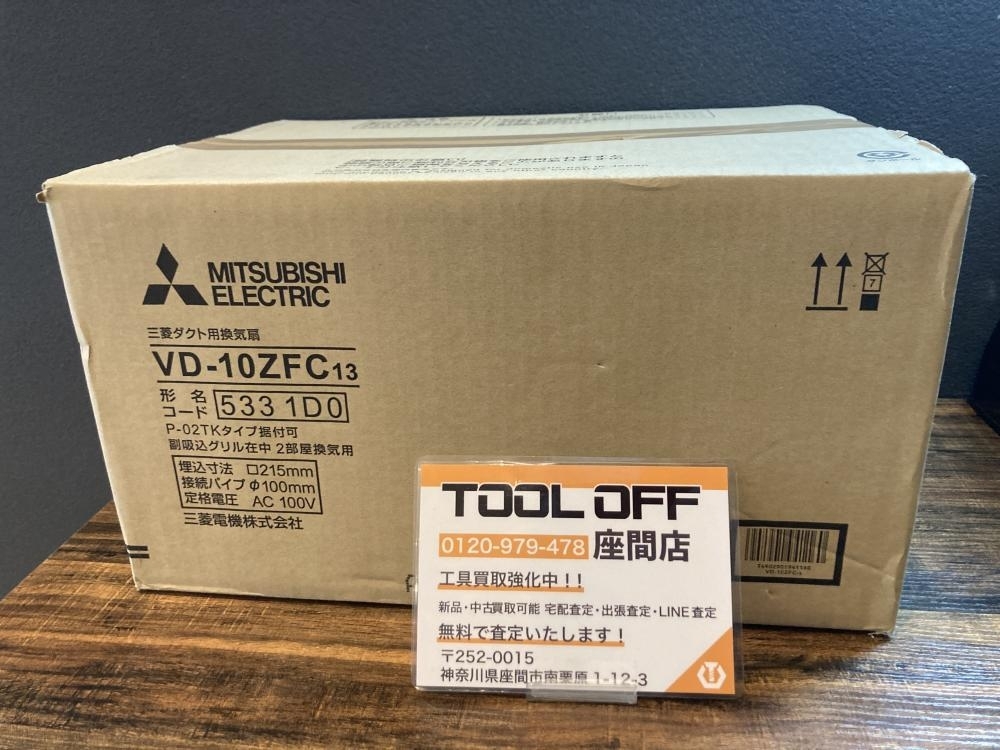 MITSUBISHI
ELECTRIC
三菱ダクト用換気扇
VD-10ZFC13
形名
コード 533 1D0
P-02TKタイプ据付可
副吸込グリル在中 2部屋換気用
埋込寸法 □215mm
接続パイプ φ100mm
定格電圧 AC 100V
三菱電機株式会社
7
TOOL OFF
0120-979-478 座間店
工具買取強化中!!
新品・中古買取可能 宅配査定・出張査定・LINE査定
無料で査定いたします!
〒252-0015
神奈川県座間市南栗原 1-12-3